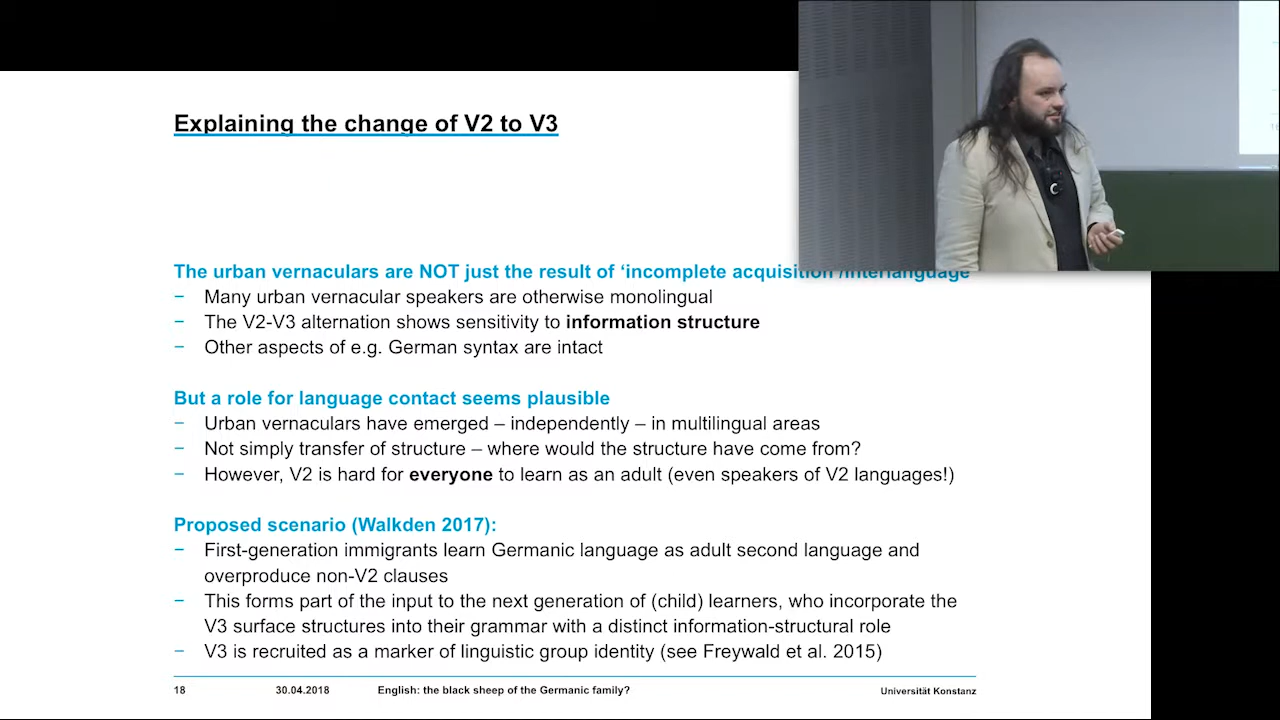 Explaining the change of V2 to V3
The urban vernaculars are NOT just the result of ‘incomplete acquisition’/interlanguage
− Many urban vernacular speakers are otherwise monolingual
− The V2-V3 alternation shows sensitivity to information structure
− Other aspects of e.g. German syntax are intact
But a role for language contact seems plausible
− Urban vernaculars have emerged – independently – in multilingual areas
− Not simply transfer of structure – where would the structure have come from?
− However, V2 is hard for everyone to learn as an adult (even speakers of V2 languages!)
Proposed scenario (Walkden 2017):
− First-generation immigrants learn Germanic language as adult second language and
overproduce non-V2 clauses
− This forms part of the input to the next generation of (child) learners, who incorporate the
V3 surface structures into their grammar with a distinct information-structural role
− V3 is recruited as a marker of linguistic group identity (see Freywald et al. 2015)
18 30.04.2018 English: the black sheep of the Germanic family? Universität Konstanz